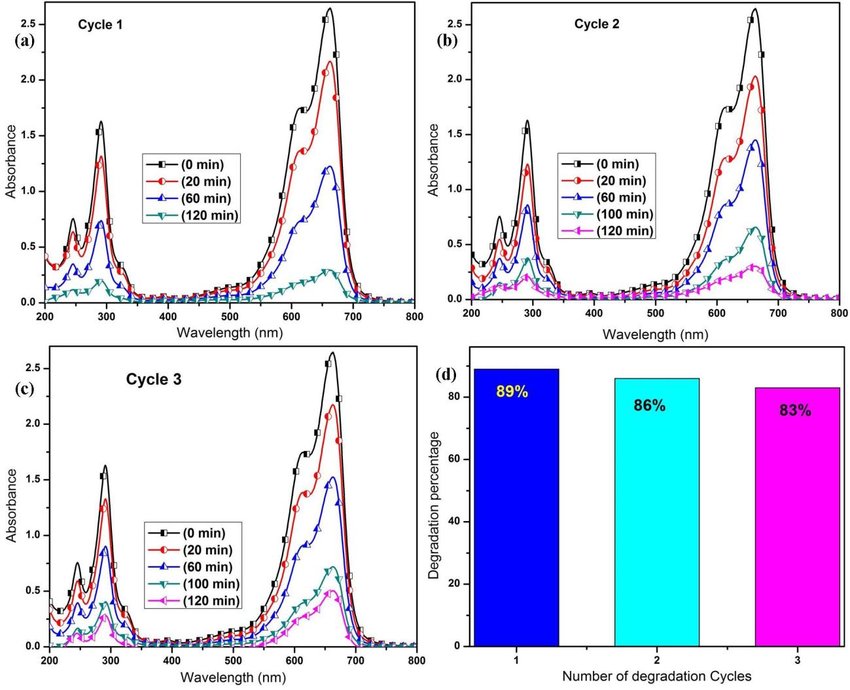 (a)
Cycle 1
2.5
2.0
1.5
1.0
0.5
0.0
Absorbance
(0 min)
(20 min)
(60 min)
(120 min)
200 300 400 500 600 700 800
Wavelength (nm)
(b)
Cycle 2
2.5
2.0
1.5
1.0
0.5
0.0
Absorbance
(0 min)
(20 min)
(60 min)
(100 min)
(120 min)
200 300 400 500 600 700 800
Wavelength (nm)
(c)
Cycle 3
2.5
2.0
1.5
1.0
0.5
0.0
Absorbance
(0 min)
(20 min)
(60 min)
(100 min)
(120 min)
200 300 400 500 600 700 800
Wavelength (nm)
(d)
80
60
40
20
0
Degradation percentage
89%
86%
83%
1 2 3
Number of degradation Cycles